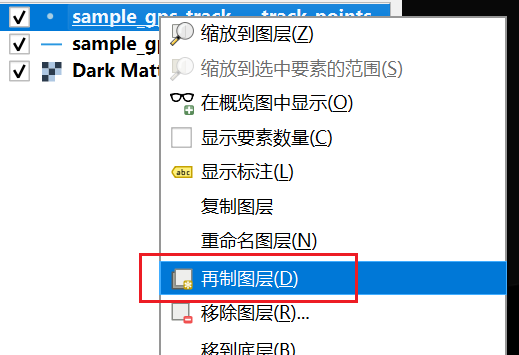 sample_gps_track — track_points
缩放到图层(Z)
sample_gp
缩放到选中要素的范围(S)
Dark Matt
在概览图中显示(O)
显示要素数量(C)
abc
显示标注(L)
复制图层
重命名图层(N)
再制图层(D)
移除图层(R)...
移到底层(B)